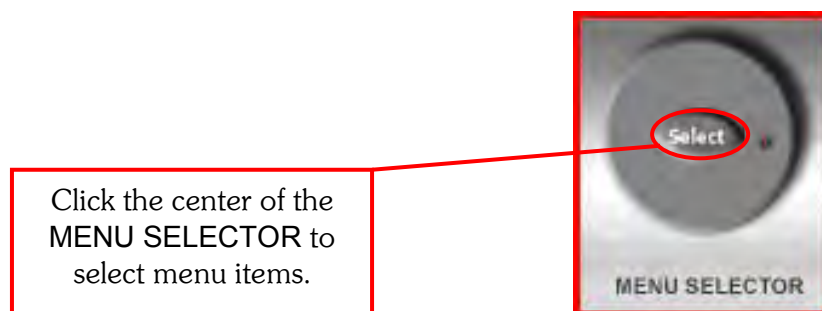 Select
Click the center of the
MENU SELECTOR to
select menu items.
MENU SELECTOR